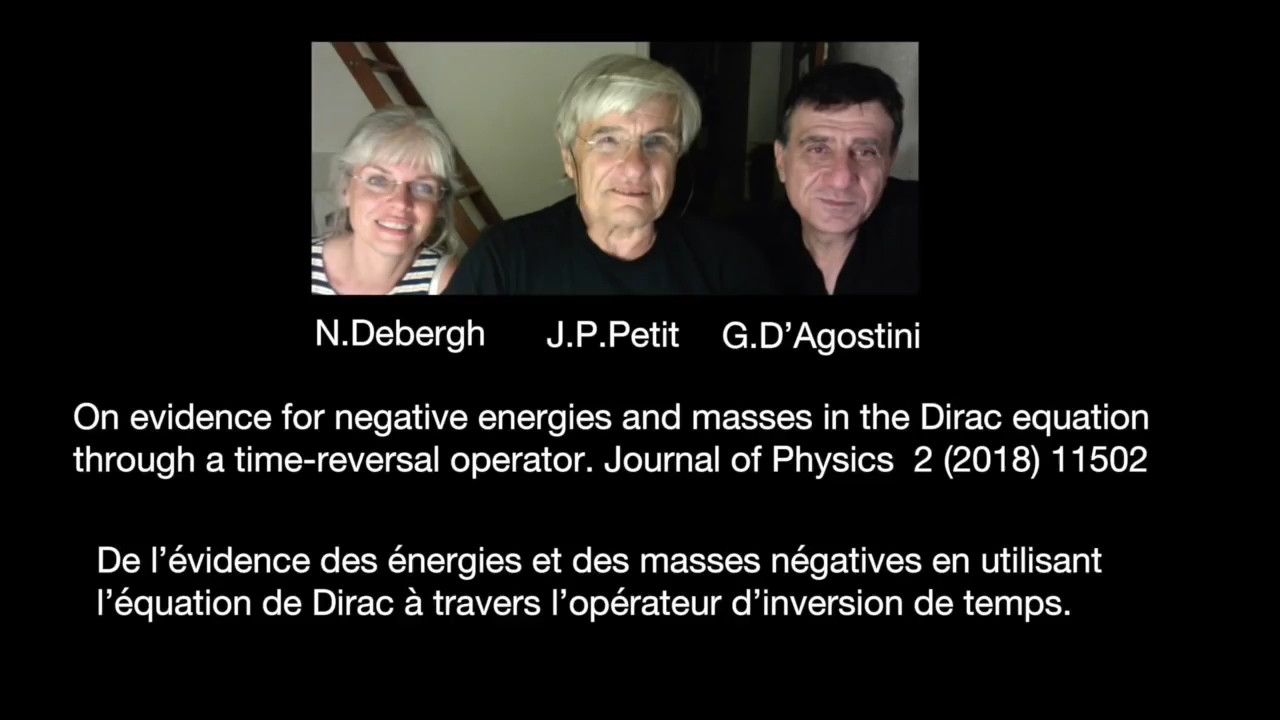 N.Debergh J.P.Petit G.D’Agostini
On evidence for negative energies and masses in the Dirac equation
through a time-reversal operator. Journal of Physics 2 (2018) 11502
De l’évidence des énergies et des masses négatives en utilisant
l’équation de Dirac à travers l’opérateur d’inversion de temps.